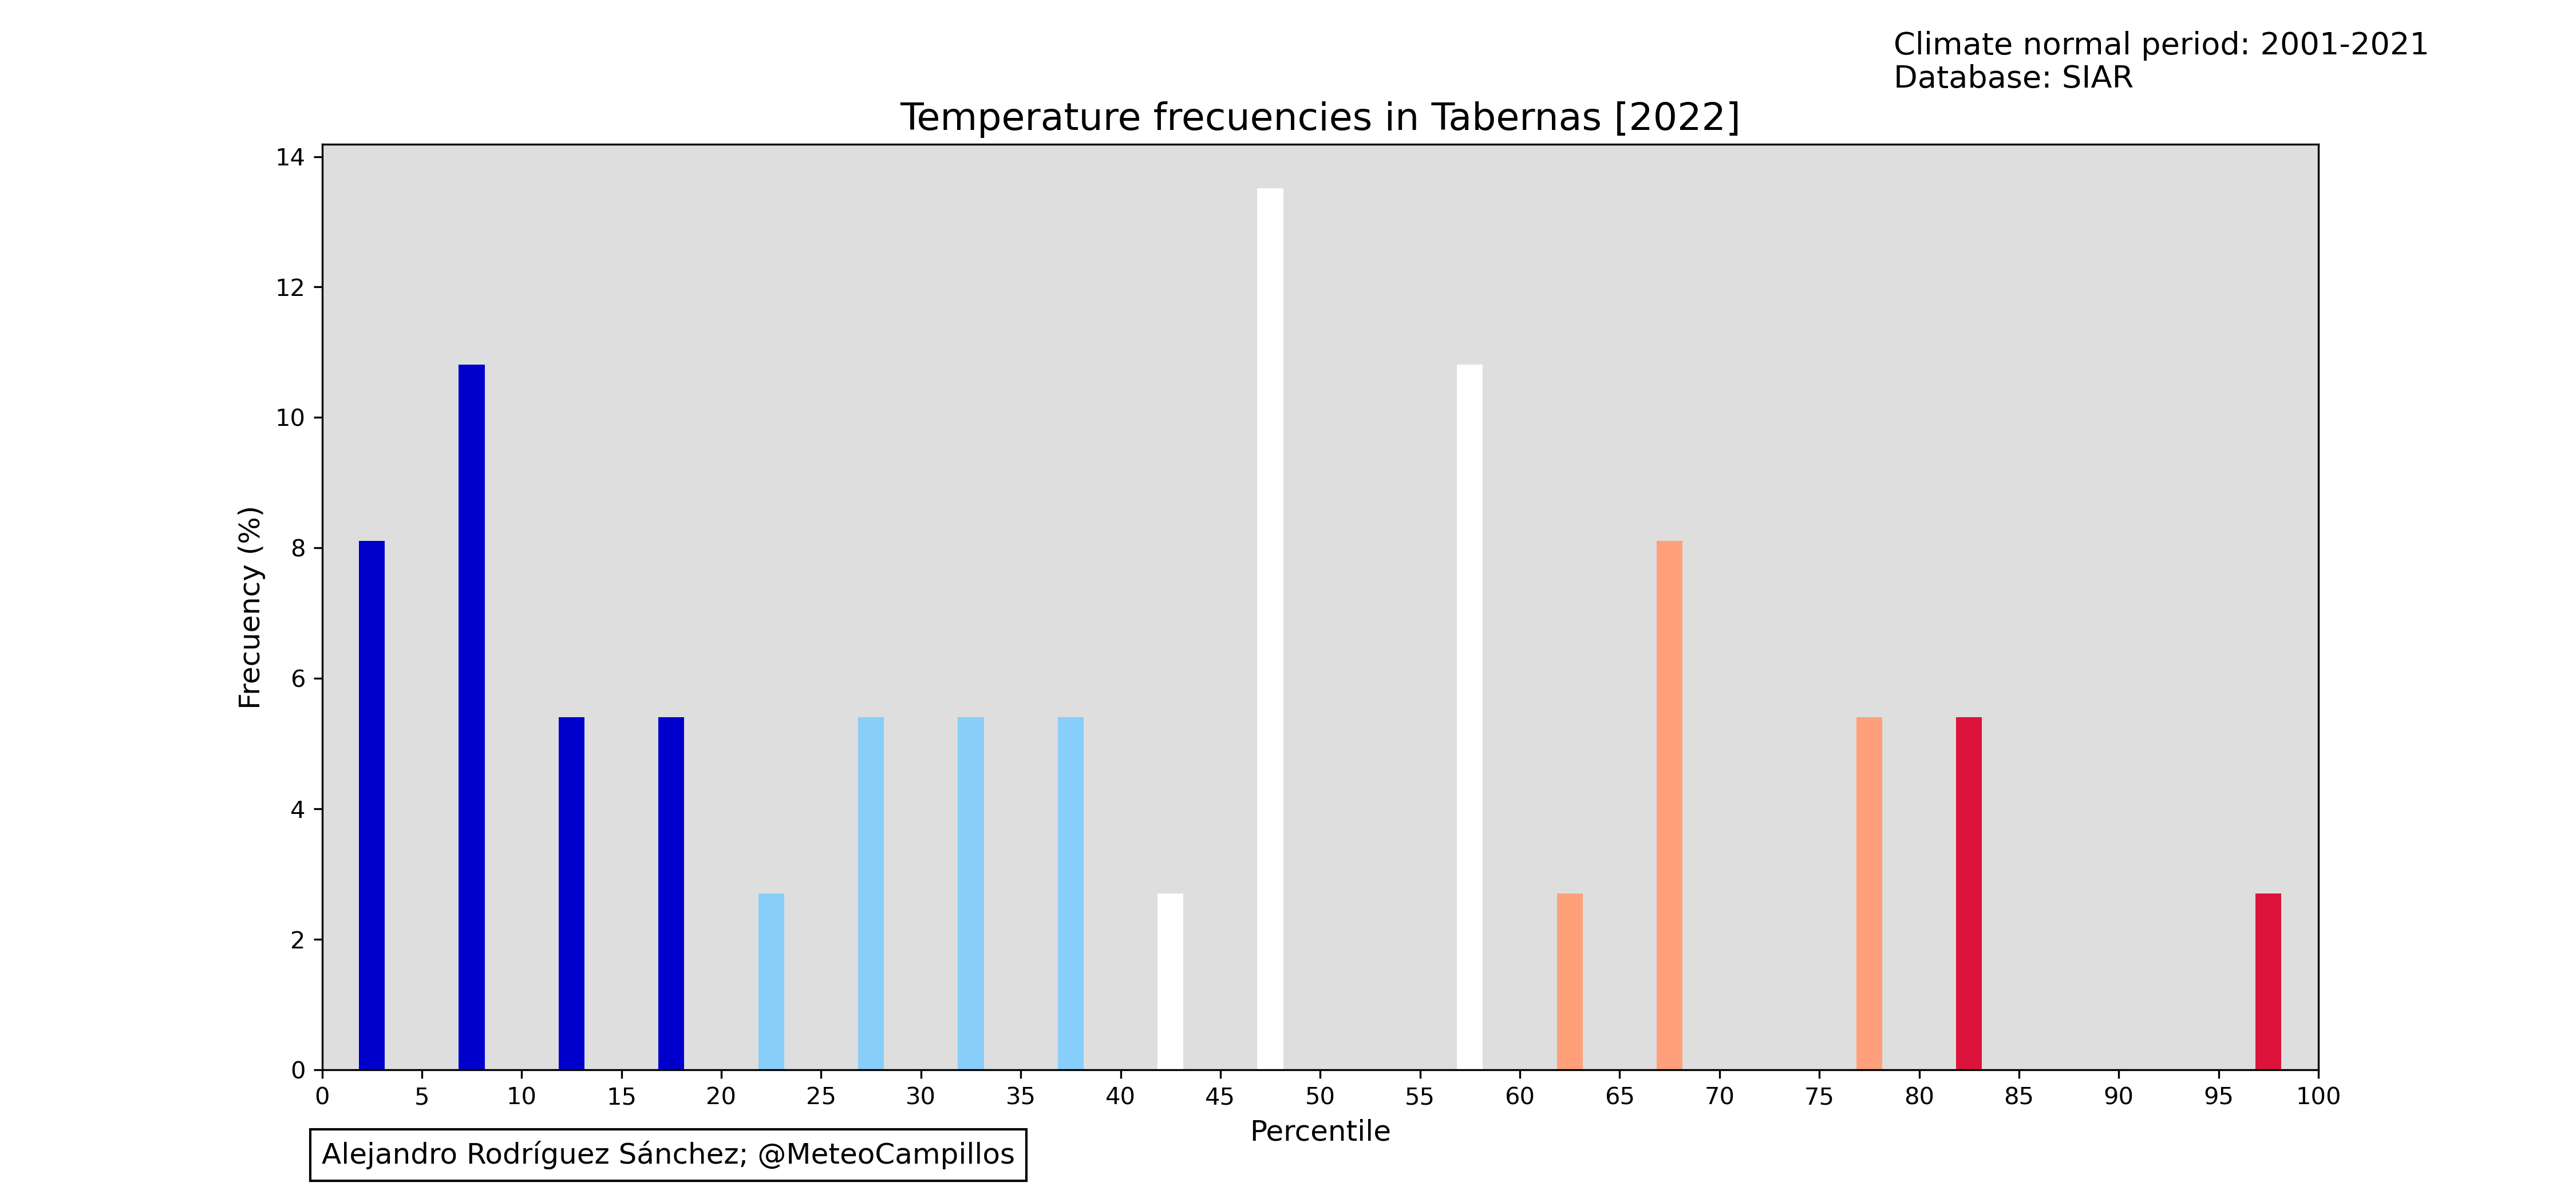 Climate normal period: 2001-2021
Database: SIAR
Temperature frecuencies in Tabernas [2022]
14
12
10
8
6
4
2
0
Frecuency (%)
0 5 10 15 20 25 30 35 40 45 50 55 60 65 70 75 80 85 90 95 100
Percentile
Alejandro Rodríguez Sánchez; @MeteoCampillos